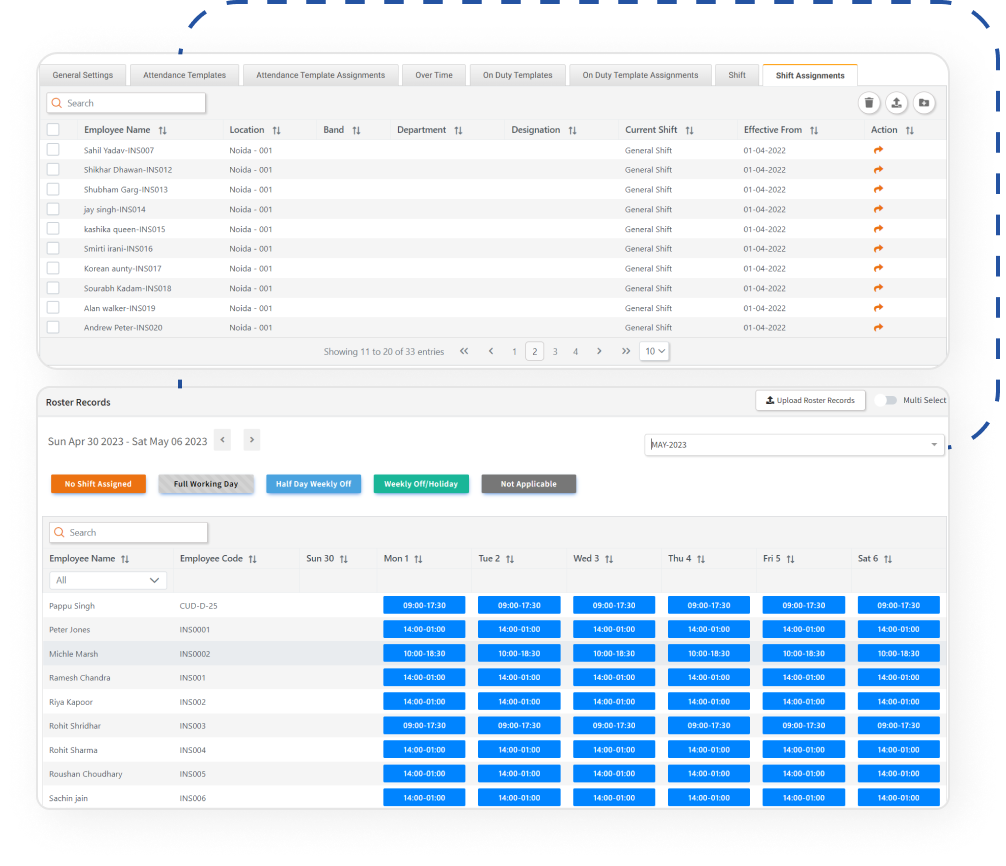 General Settings Attendance Templates Attendance Template Assignments Over Time On Duty Templates On Duty Template Assignments Shift Shift Assignments
Search
Employee Name Location Band Department Designation Current Shift Effective From Action
Sahil Yadav-INS007 Noida - 001 General Shift 01-04-2022
Shikhar Dhawan-INS012 Noida - 001 General Shift 01-04-2022
Shubham Garg-INS013 Noida - 001 General Shift 01-04-2022
jay singh-INS014 Noida - 001 General Shift 01-04-2022
kashika queen-INS015 Noida - 001 General Shift 01-04-2022
Smirti irani-INS016 Noida - 001 General Shift 01-04-2022
Korean aunty-INS017 Noida - 001 General Shift 01-04-2022
Sourabh Kadam-INS018 Noida - 001 General Shift 01-04-2022
Alan walker-INS019 Noida - 001 General Shift 01-04-2022
Andrew Peter-INS020 Noida - 001 General Shift 01-04-2022
Showing 11 to 20 of 33 entries 1 2 3 4 10
Roster Records Upload Roster Records Multi Select
Sun Apr 30 2023 - Sat May 06 2023 MAY-2023
No Shift Assigned Full Working Day Half Day Weekly Off Weekly Off/Holiday Not Applicable
Search
Employee Name Employee Code Sun 30 Mon 1 Tue 2 Wed 3 Thu 4 Fri 5 Sat 6
All
Pappu Singh CUD-D-25 09:00-17:30 09:00-17:30 09:00-17:30 09:00-17:30 09:00-17:30 09:00-17:30
Peter Jones INS0001 14:00-01:00 14:00-01:00 14:00-01:00 14:00-01:00 14:00-01:00 14:00-01:00
Michle Marsh INS0002 10:00-18:30 10:00-18:30 10:00-18:30 10:00-18:30 10:00-18:30 10:00-18:30
Ramesh Chandra INS001 14:00-01:00 14:00-01:00 14:00-01:00 14:00-01:00 14:00-01:00 14:00-01:00
Riya Kapoor INS002 14:00-01:00 14:00-01:00 14:00-01:00 14:00-01:00 14:00-01:00 14:00-01:00
Rohit Shridhar INS003 09:00-17:30 09:00-17:30 09:00-17:30 09:00-17:30 09:00-17:30 09:00-17:30
Rohit Sharma INS004 14:00-01:00 14:00-01:00 14:00-01:00 14:00-01:00 14:00-01:00 14:00-01:00
Roushan Choudhary INS005 14:00-01:00 14:00-01:00 14:00-01:00 14:00-01:00 14:00-01:00 14:00-01:00
Sachin jain INS006 14:00-01:00 14:00-01:00 14:00-01:00 14:00-01:00 14:00-01:00 14:00-01:00